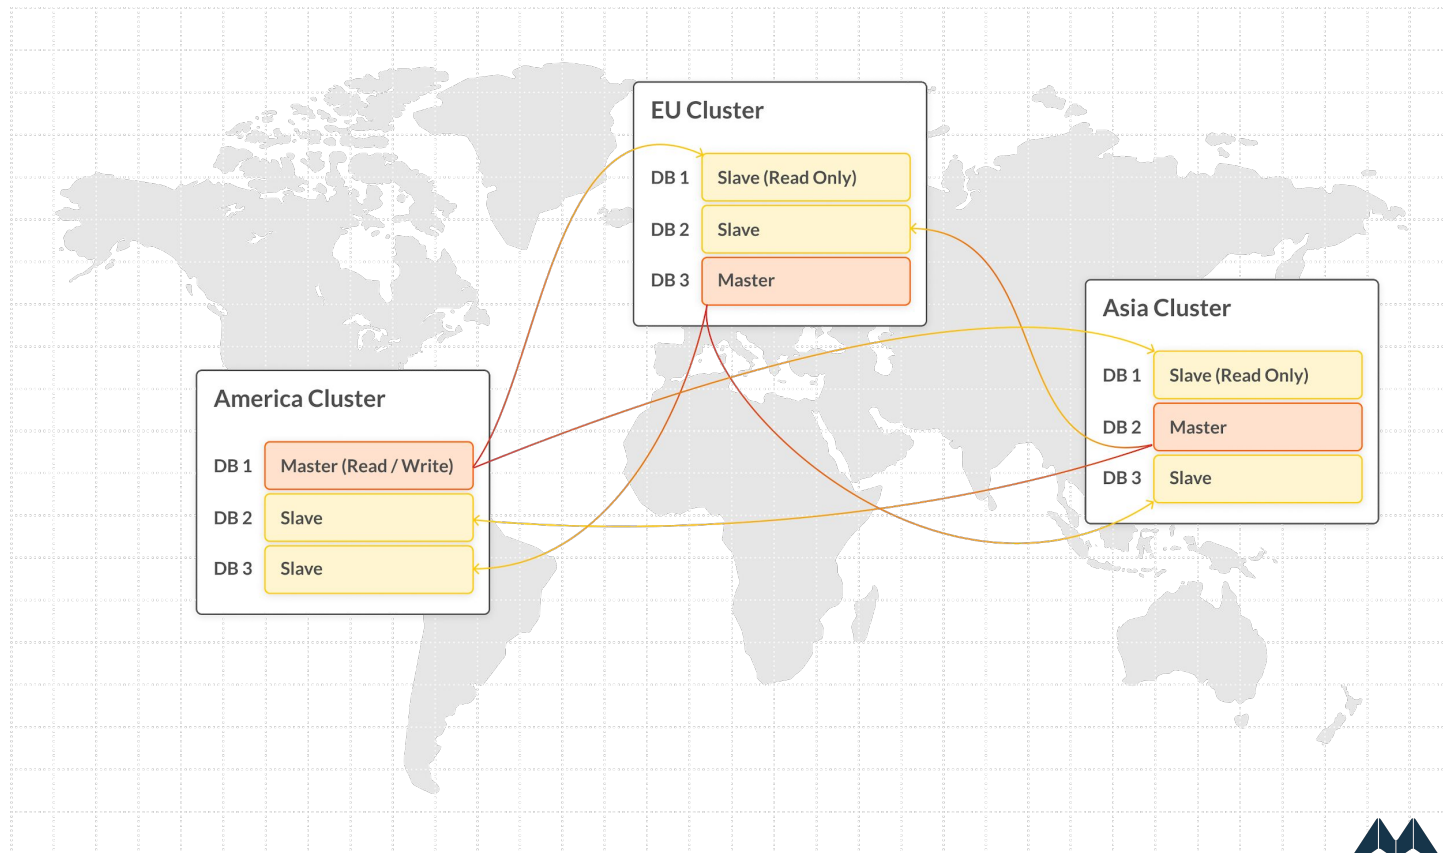 EU Cluster
DB 1 Slave (Read Only)
DB 2 Slave
DB 3 Master
Asia Cluster
DB 1 Slave (Read Only)
DB 2 Master
DB 3 Slave
America Cluster
DB 1 Master (Read / Write)
DB 2 Slave
DB 3 Slave